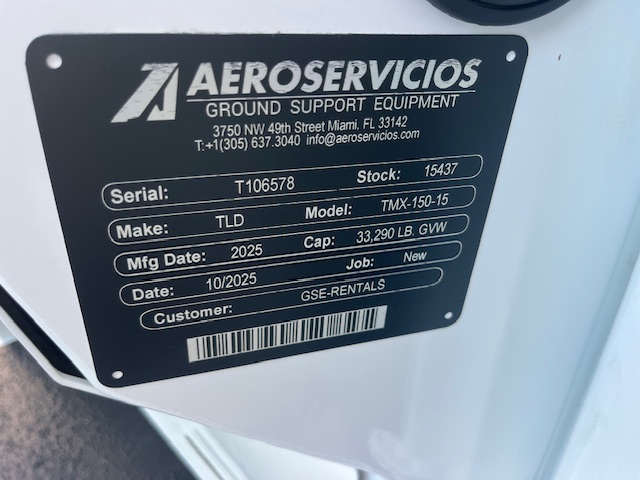 AEROSERVICIOS
GROUND SUPPORT EQUIPMENT
3750 NW 49th Street Miami, FL 33142
T:+1(305) 637.3040 info@aeroservicios.com
Serial: T106578 Stock: 15437
Make: TLD Model: TMX-150-15
Mfg Date: 2025 Cap: 33,290 LB. GVW
Date: 10/2025 Job: New
Customer: GSE-RENTALS